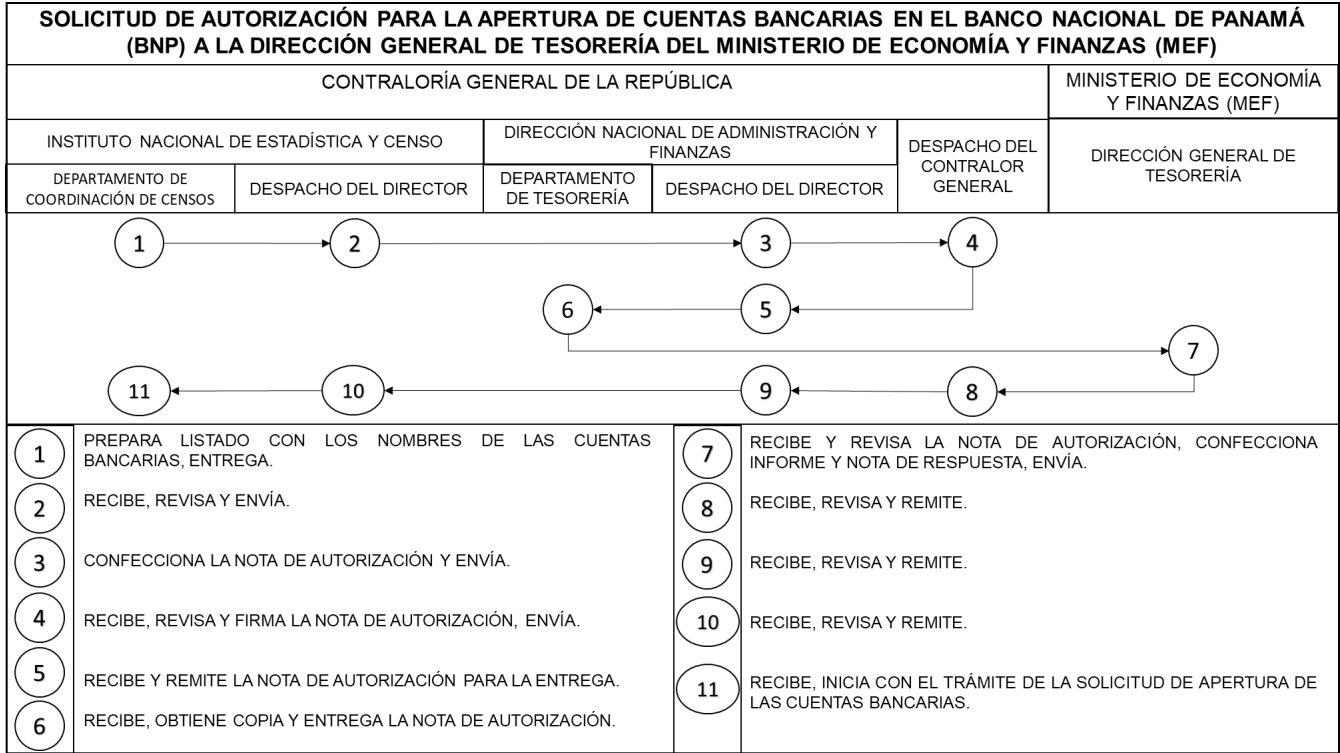 SOLICITUD DE AUTORIZACIÓN PARA LA APERTURA DE CUENTAS BANCARIAS EN EL BANCO NACIONAL DE PANAMÁ
(BNP) A LA DIRECCIÓN GENERAL DE TESORERÍA DEL MINISTERIO DE ECONOMÍA Y FINANZAS (MEF)
CONTRALORÍA GENERAL DE LA REPÚBLICA
MINISTERIO DE ECONOMÍA
Y FINANZAS (MEF)
INSTITUTO NACIONAL DE ESTADÍSTICA Y CENSO
DIRECCIÓN NACIONAL DE ADMINISTRACIÓN Y
FINANZAS
DESPACHO DEL
CONTRALOR
GENERAL
DIRECCIÓN GENERAL DE
TESORERÍA
DEPARTAMENTO DE
COORDINACIÓN DE CENSOS
DESPACHO DEL DIRECTOR
DEPARTAMENTO
DE TESORERÍA
DESPACHO DEL DIRECTOR
1
2
3
4
6
5
7
11
10
9
8
1
PREPARA LISTADO CON LOS NOMBRES DE LAS CUENTAS
BANCARIAS, ENTREGA.
2
RECIBE, REVISA Y ENVÍA.
3
CONFECCIONA LA NOTA DE AUTORIZACIÓN Y ENVÍA.
4
RECIBE, REVISA Y FIRMA LA NOTA DE AUTORIZACIÓN, ENVÍA.
5
RECIBE Y REMITE LA NOTA DE AUTORIZACIÓN PARA LA ENTREGA.
6
RECIBE, OBTIENE COPIA Y ENTREGA LA NOTA DE AUTORIZACIÓN.
7
RECIBE Y REVISA LA NOTA DE AUTORIZACIÓN, CONFECCIONA
INFORME Y NOTA DE RESPUESTA, ENVÍA.
8
RECIBE, REVISA Y REMITE.
9
RECIBE, REVISA Y REMITE.
10
RECIBE, REVISA Y REMITE.
11
RECIBE, INICIA CON EL TRÁMITE DE LA SOLICITUD DE APERTURA DE
LAS CUENTAS BANCARIAS.